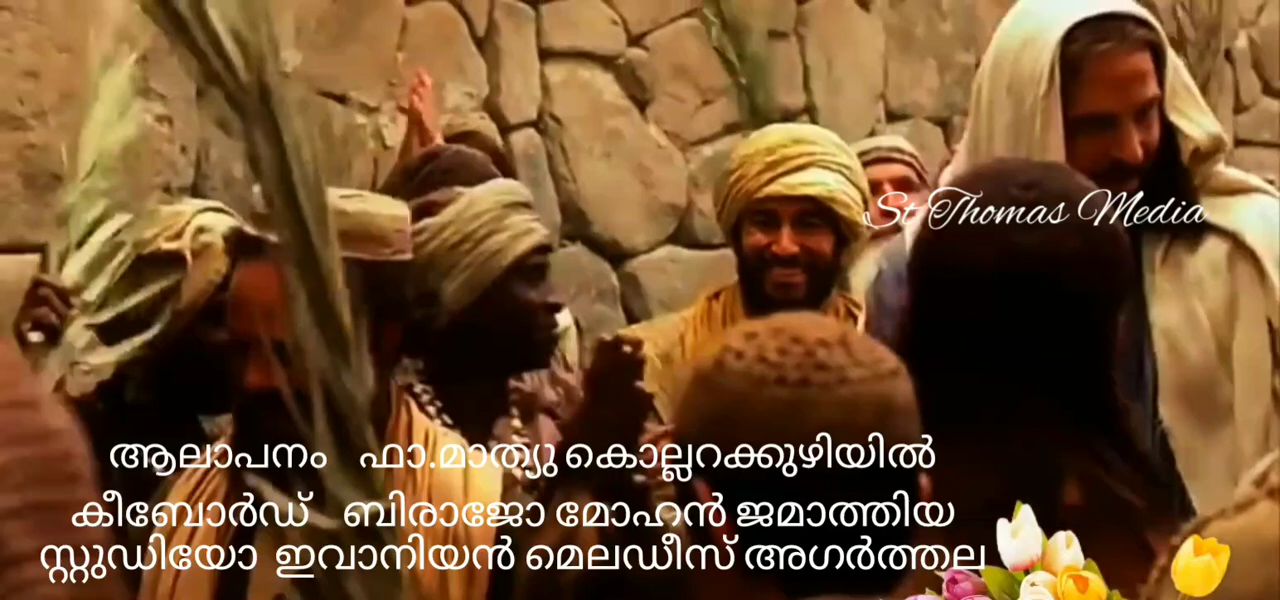 St Thomas Media
ആലാപനം ഫാ.മാത്യു കൊല്ലറക്കുഴിയിൽ
കീബോർഡ് ബിരാജോ മോഹൻ ജമാത്തിയ
സ്റ്റുഡിയോ ഇവാനിയൻ മെലഡീസ് അഗർത്തല